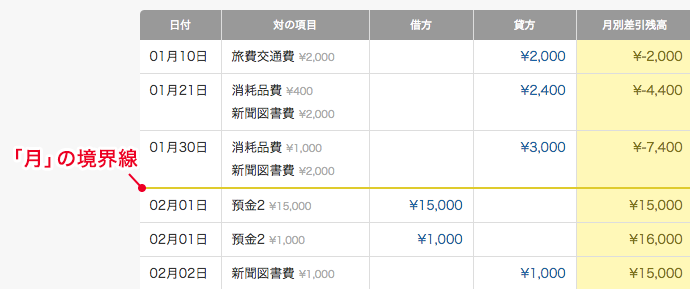 日付 対の項目 借方 貸方 月別差引残高
01月10日 旅費交通費 ¥2,000 ¥2,000 ¥-2,000
01月21日 消耗品費 ¥400 ¥2,400 ¥-4,400
新聞図書費 ¥2,000
01月30日 消耗品費 ¥1,000 ¥3,000 ¥-7,400
新聞図書費 ¥2,000
「月」の境界線
02月01日 預金2 ¥15,000 ¥15,000 ¥15,000
02月01日 預金2 ¥1,000 ¥1,000 ¥16,000
02月02日 新聞図書費 ¥1,000 ¥1,000 ¥15,000